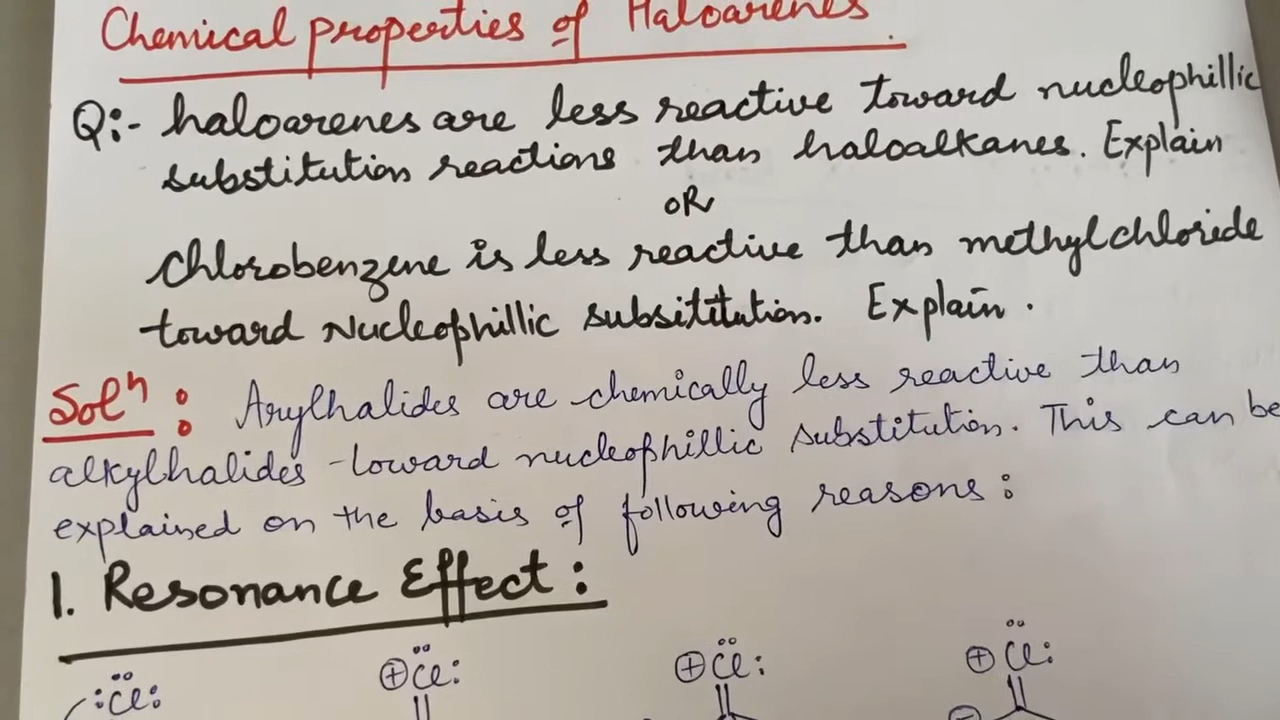 Chemical properties of Haloarenes.
Q:- haloarenes are less reactive toward nucleophillic
substitution reactions than haloalkanes. Explain
OR
Chlorobenzene is less reactive than methylchloride
toward Nucleophillic subsititution. Explain.
Solⁿ: Arylhalides are chemically less reactive than
alkylhalides toward nucleophillic substitution. This can be
explained on the basis of following reasons:
1. Resonance Effect:
:C̈l: ⊕C̈l: ⊕C̈l: ⊕C̈l: